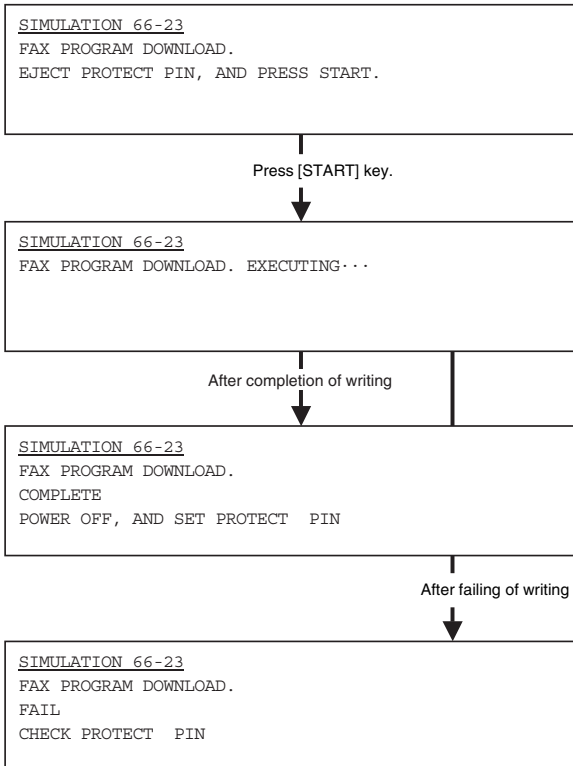 SIMULATION 66-23
FAX PROGRAM DOWNLOAD.
EJECT PROTECT PIN, AND PRESS START.
Press [START] key.
SIMULATION 66-23
FAX PROGRAM DOWNLOAD. EXECUTING···
After completion of writing
SIMULATION 66-23
FAX PROGRAM DOWNLOAD.
COMPLETE
POWER OFF, AND SET PROTECT PIN
After failing of writing
SIMULATION 66-23
FAX PROGRAM DOWNLOAD.
FAIL
CHECK PROTECT PIN